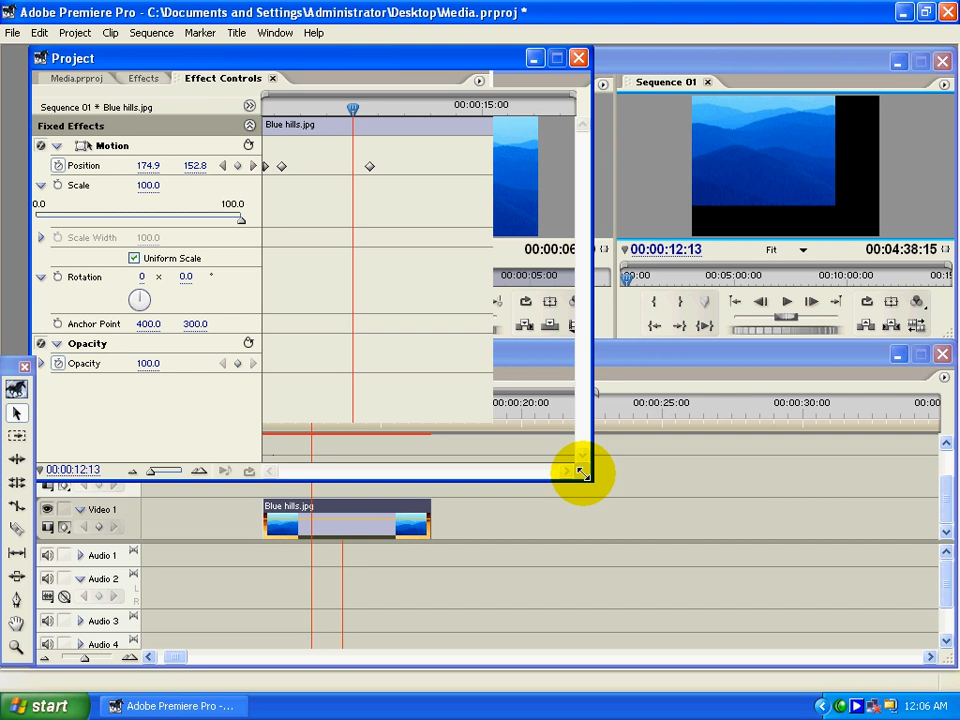 Adobe Premiere Pro - C:\Documents and Settings\Administrator\Desktop\Media.prproj *
File Edit Project Clip Sequence Marker Title Window Help
Project
Media.prproj Effects Effect Controls
Sequence 01
Sequence 01 * Blue hills.jpg
00:00:15:00
Fixed Effects
Blue hills.jpg
Motion
Position 174.9 152.8
Scale 100.0
0.0 100.0
Scale Width 100.0
Uniform Scale
Rotation 0 x 0.0 °
Anchor Point 400.0 300.0
Opacity
Opacity 100.0
00:00:12:13
00:00:06
00:00:05:00
00:00:12:13 Fit 00:04:38:15
00:00 00:05:00:00 00:10:00:00 00:1
00:00:20:00 00:00:25:00 00:00:30:00 00:0
Video 1
Blue hills.jpg
Audio 1
Audio 2
L
R
Audio 3
Audio 4
start
Adobe Premiere Pro -...
12:06 AM